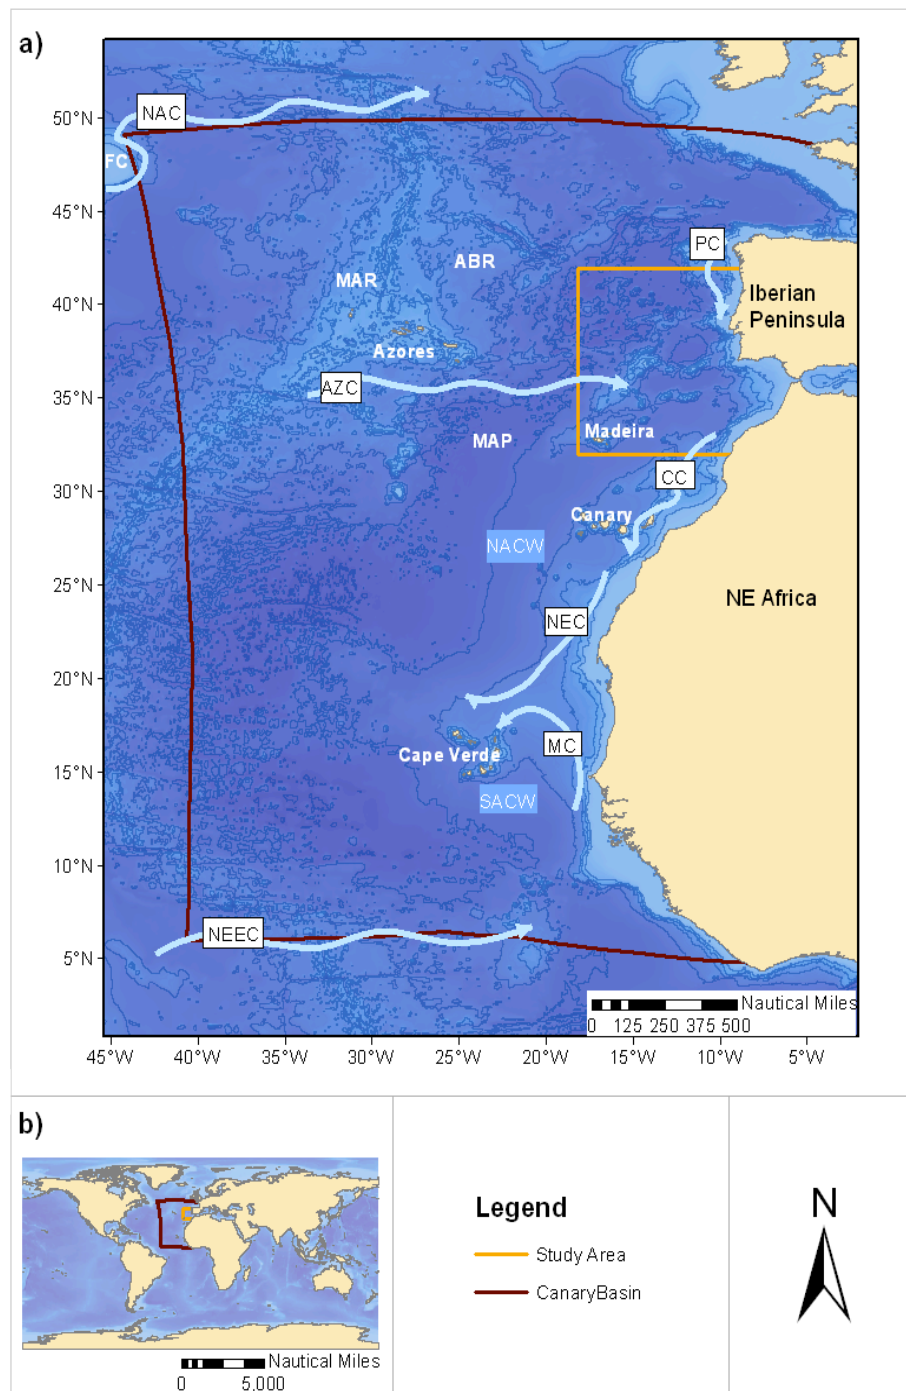 a)
50°N
45°N
40°N
35°N
30°N
25°N
20°N
15°N
10°N
5°N
NAC
FC
PC
ABR
MAR
Iberian
Peninsula
Azores
AZC
Madeira
MAP
CC
Canary
NACW
NE Africa
NEC
MC
Cape Verde
SACW
NEEC
Nautical Miles
0 125 250 375 500
45°W 40°W 35°W 30°W 25°W 20°W 15°W 10°W 5°W
b)
Nautical Miles
0 5.000
Legend
Study Area
CanaryBasin
N